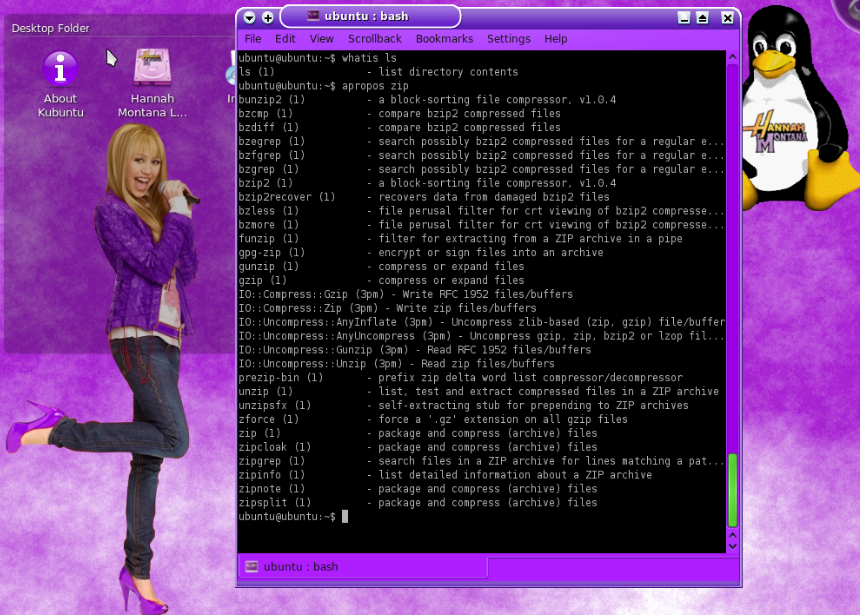 Desktop Folder
About
Kubuntu
Hannah
Montana L...
ubuntu : bash
File Edit View Scrollback Bookmarks Settings Help
ubuntu@ubuntu:~$ whatis ls
ls (1) - list directory contents
ubuntu@ubuntu:~$ apropos zip
bunzip2 (1) - a block-sorting file compressor, v1.0.4
bzcmp (1) - compare bzip2 compressed files
bzdiff (1) - compare bzip2 compressed files
bzegrep (1) - search possibly bzip2 compressed files for a regular e...
bzfgrep (1) - search possibly bzip2 compressed files for a regular e...
bzgrep (1) - search possibly bzip2 compressed files for a regular e...
bzip2 (1) - a block-sorting file compressor, v1.0.4
bzip2recover (1) - recovers data from damaged bzip2 files
bzless (1) - file perusal filter for crt viewing of bzip2 compresse...
bzmore (1) - file perusal filter for crt viewing of bzip2 compresse...
funzip (1) - filter for extracting from a ZIP archive in a pipe
gpg-zip (1) - encrypt or sign files into an archive
gunzip (1) - compress or expand files
gzip (1) - compress or expand files
IO::Compress::Gzip (3pm) - Write RFC 1952 files/buffers
IO::Compress::Zip (3pm) - Write zip files/buffers
IO::Uncompress::AnyInflate (3pm) - Uncompress zlib-based (zip, gzip) file/buffer
IO::Uncompress::AnyUncompress (3pm) - Uncompress gzip, zip, bzip2 or lzop fil...
IO::Uncompress::Gunzip (3pm) - Read RFC 1952 files/buffers
IO::Uncompress::Unzip (3pm) - Read zip files/buffers
prezip-bin (1) - prefix zip delta word list compressor/decompressor
unzip (1) - list, test and extract compressed files in a ZIP archive
unzipsfx (1) - self-extracting stub for prepending to ZIP archives
zforce (1) - force a '.gz' extension on all gzip files
zip (1) - package and compress (archive) files
zipcloak (1) - package and compress (archive) files
zipgrep (1) - search files in a ZIP archive for lines matching a pat...
zipinfo (1) - list detailed information about a ZIP archive
zipnote (1) - package and compress (archive) files
zipsplit (1) - package and compress (archive) files
ubuntu@ubuntu:~$
ubuntu : bash
Hannah
Montana